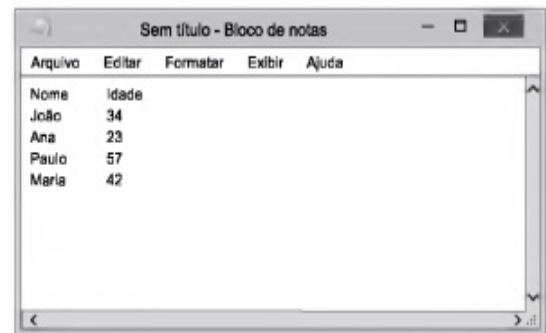 Sem título - Bloco de notas
Arquivo Editar Formatar Exibir Ajuda
Nome Idade
João 34
Ana 23
Paulo 57
Maria 42